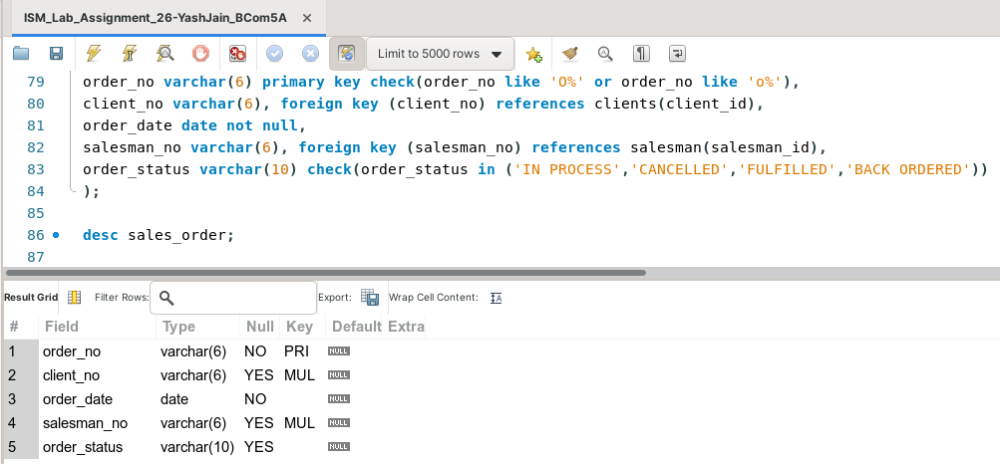 ISM_Lab_Assignment_26-YashJain_BCom5A ×
Limit to 5000 rows
79 order_no varchar(6) primary key check(order_no like 'O%' or order_no like 'o%'),
80 client_no varchar(6), foreign key (client_no) references clients(client_id),
81 order_date date not null,
82 salesman_no varchar(6), foreign key (salesman_no) references salesman(salesman_id),
83 order_status varchar(10) check(order_status in ('IN PROCESS','CANCELLED','FULFILLED','BACK ORDERED'))
84 );
85
86 desc sales_order;
87
Result Grid Filter Rows: Export: Wrap Cell Content:
# Field Type Null Key Default Extra
1 order_no varchar(6) NO PRI NULL
2 client_no varchar(6) YES MUL NULL
3 order_date date NO NULL
4 salesman_no varchar(6) YES MUL NULL
5 order_status varchar(10) YES NULL